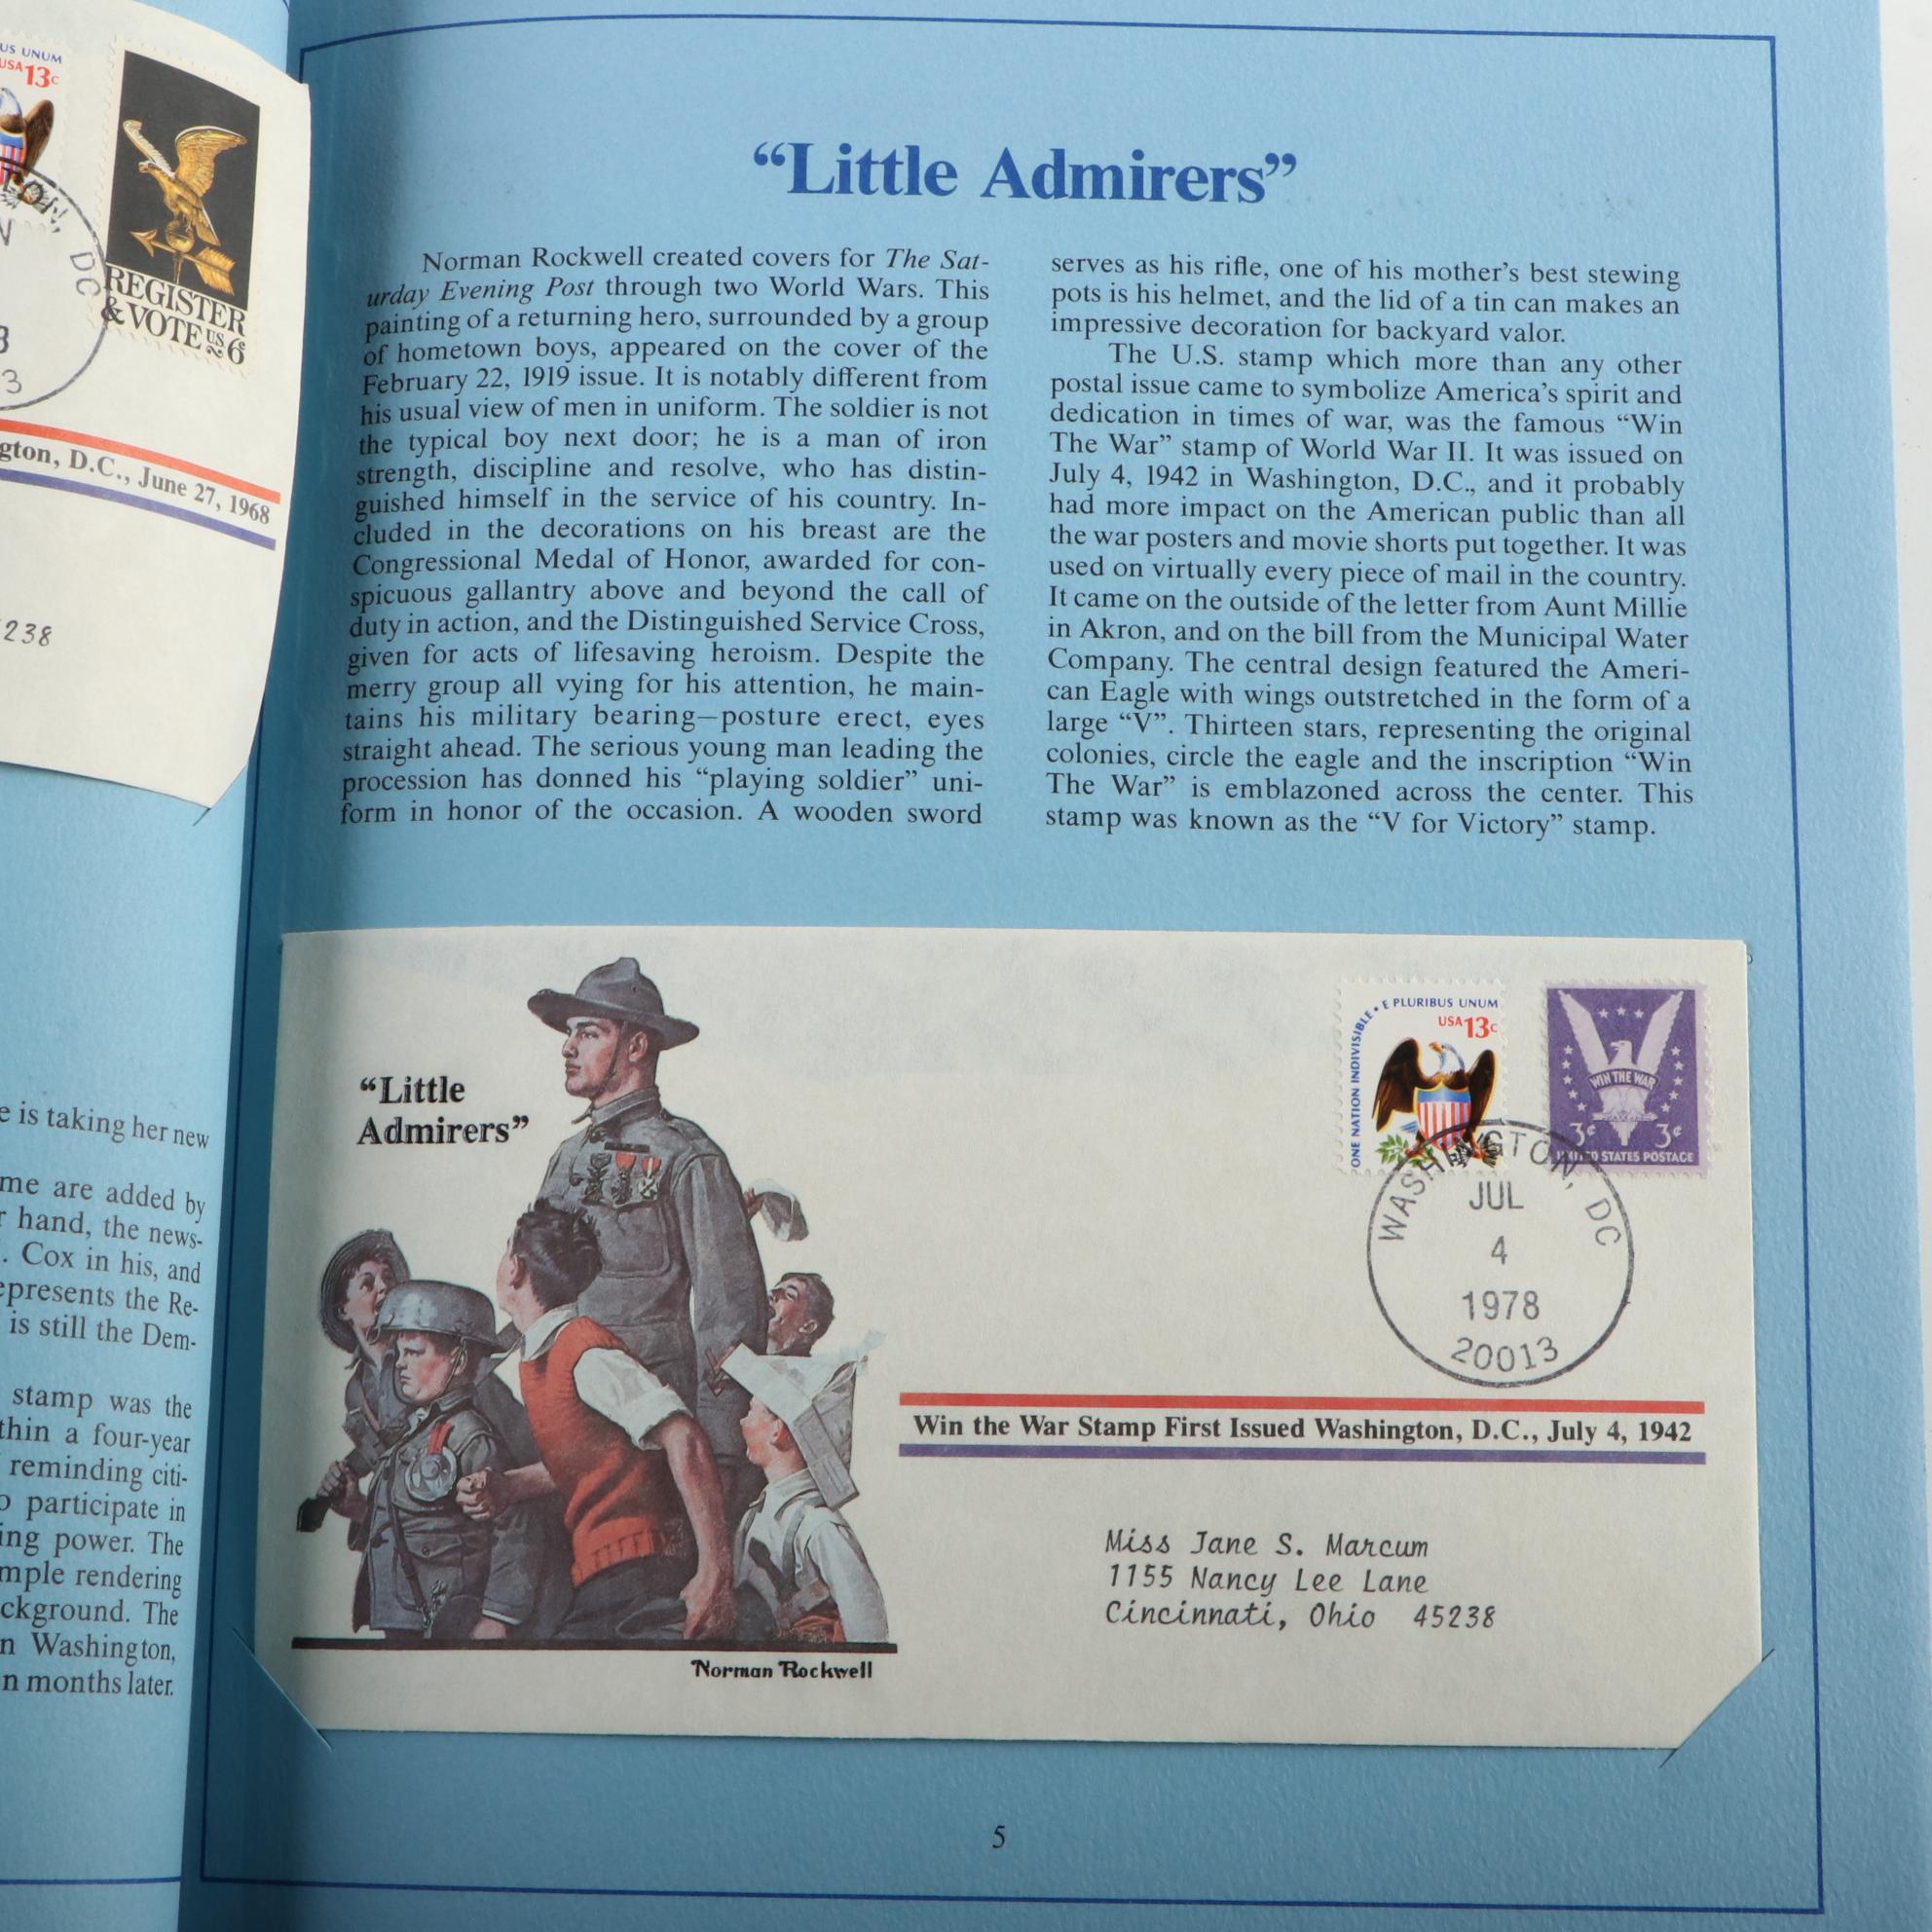 US UNUM
USA 13c
REGISTER
& VOTE US 6c
DC
3
gton, D.C., June 27, 1968
238
e is taking her new
me are added by
r hand, the news-
. Cox in his, and
epresents the Re-
is still the Dem-
stamp was the
thin a four-year
reminding citi-
o participate in
ing power. The
mple rendering
ckground. The
n Washington,
n months later.
“Little Admirers”
Norman Rockwell created covers for The Sat-
urday Evening Post through two World Wars. This
painting of a returning hero, surrounded by a group
of hometown boys, appeared on the cover of the
February 22, 1919 issue. It is notably different from
his usual view of men in uniform. The soldier is not
the typical boy next door; he is a man of iron
strength, discipline and resolve, who has distin-
guished himself in the service of his country. In-
cluded in the decorations on his breast are the
Congressional Medal of Honor, awarded for con-
spicuous gallantry above and beyond the call of
duty in action, and the Distinguished Service Cross,
given for acts of lifesaving heroism. Despite the
merry group all vying for his attention, he main-
tains his military bearing—posture erect, eyes
straight ahead. The serious young man leading the
procession has donned his “playing soldier” uni-
form in honor of the occasion. A wooden sword
serves as his rifle, one of his mother’s best stewing
pots is his helmet, and the lid of a tin can makes an
impressive decoration for backyard valor.
The U.S. stamp which more than any other
postal issue came to symbolize America’s spirit and
dedication in times of war, was the famous “Win
The War” stamp of World War II. It was issued on
July 4, 1942 in Washington, D.C., and it probably
had more impact on the American public than all
the war posters and movie shorts put together. It was
used on virtually every piece of mail in the country.
It came on the outside of the letter from Aunt Millie
in Akron, and on the bill from the Municipal Water
Company. The central design featured the Ameri-
can Eagle with wings outstretched in the form of a
large “V”. Thirteen stars, representing the original
colonies, circle the eagle and the inscription “Win
The War” is emblazoned across the center. This
stamp was known as the “V for Victory” stamp.
“Little
Admirers”
Norman Rockwell
ONE NATION INDIVISIBLE • E PLURIBUS UNUM
USA 13c
WIN THE WAR
3¢ 3¢
UNITED STATES POSTAGE
WASHINGTON, DC
JUL
4
1978
20013
Win the War Stamp First Issued Washington, D.C., July 4, 1942
Miss Jane S. Marcum
1155 Nancy Lee Lane
Cincinnati, Ohio 45238
5